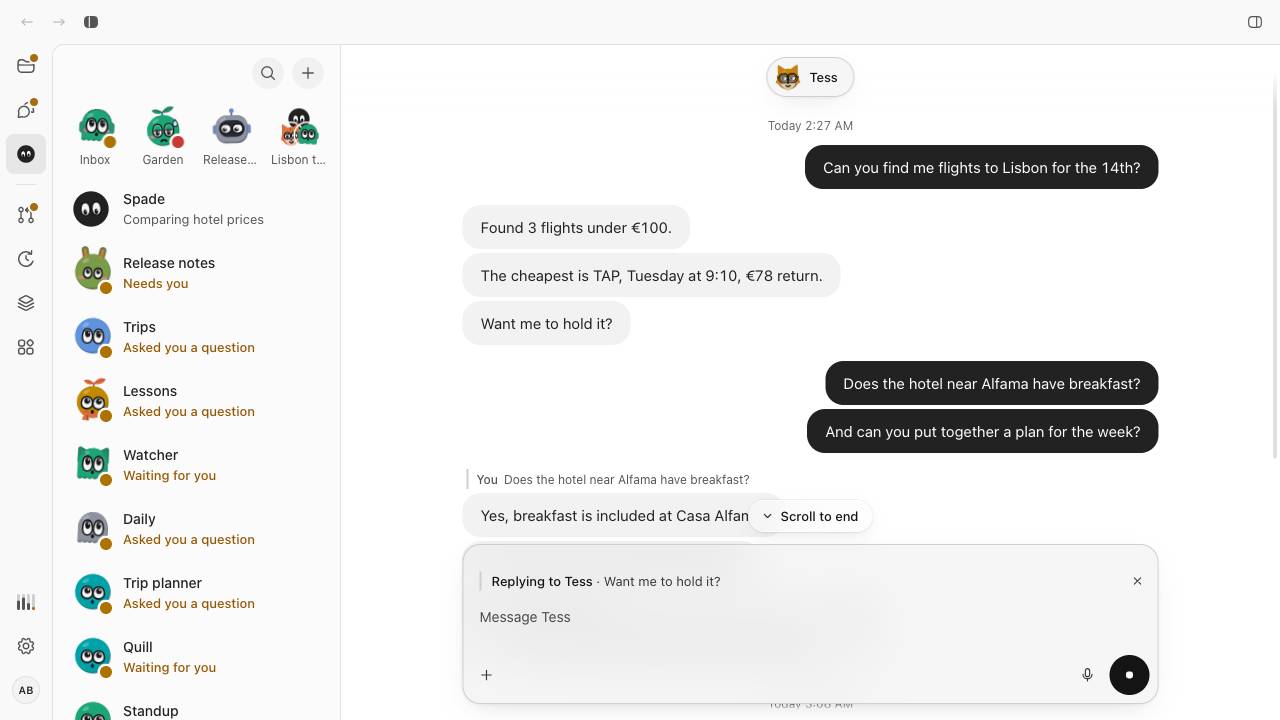 Inbox
Garden
Release...
Lisbon t...
Spade
Comparing hotel prices
Release notes
Needs you
Trips
Asked you a question
Lessons
Asked you a question
Watcher
Waiting for you
Daily
Asked you a question
Trip planner
Asked you a question
Quill
Waiting for you
Standup
AB
Tess
Today 2:27 AM
Can you find me flights to Lisbon for the 14th?
Found 3 flights under €100.
The cheapest is TAP, Tuesday at 9:10, €78 return.
Want me to hold it?
Does the hotel near Alfama have breakfast?
And can you put together a plan for the week?
You Does the hotel near Alfama have breakfast?
Yes, breakfast is included at Casa
Scroll to end
Replying to Tess · Want me to hold it?
Message Tess